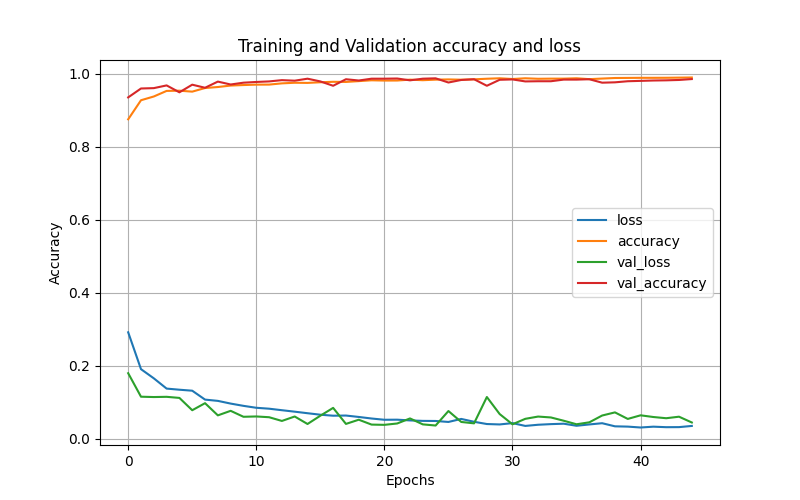 Training and Validation accuracy and loss
1.0
0.8
0.6
0.4
0.2
0.0
Accuracy
loss
accuracy
val_loss
val_accuracy
0
10
20
30
40
Epochs